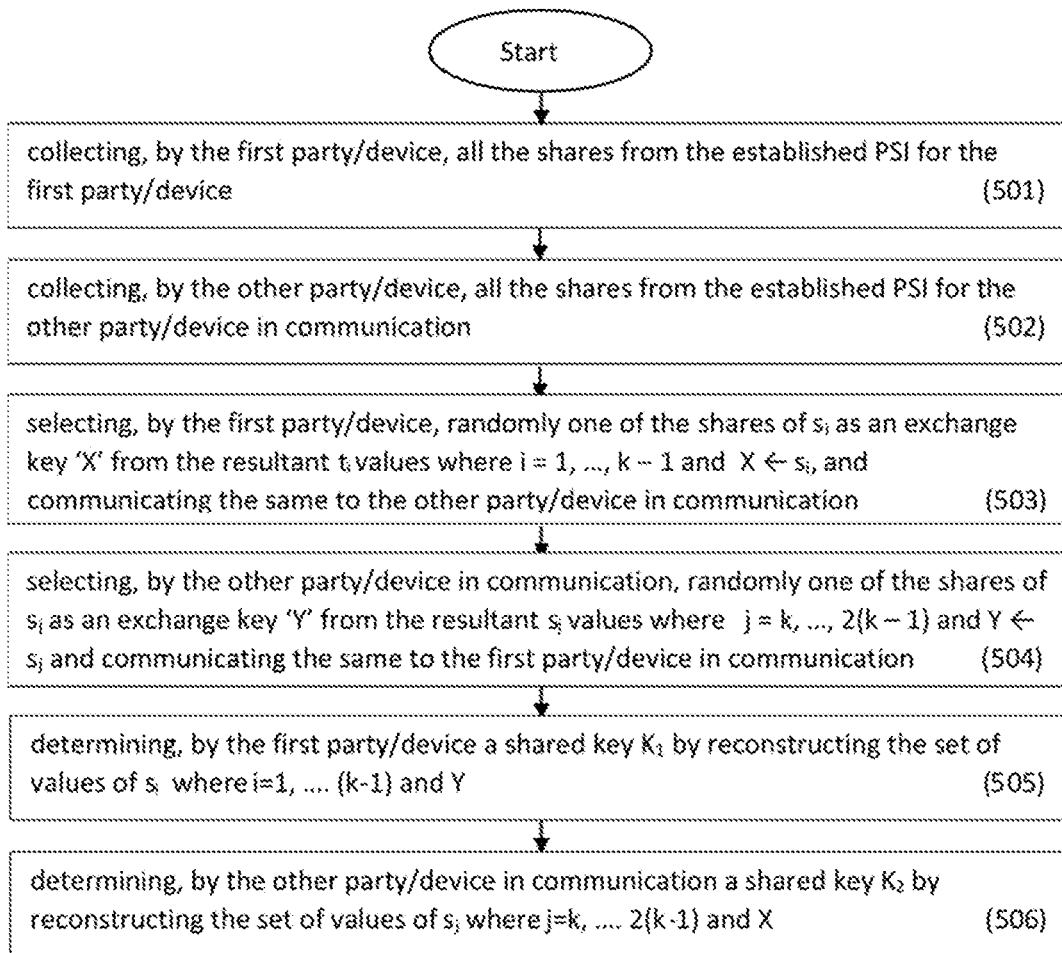 Start
collecting, by the first party/device, all the shares from the established PSI for the
first party/device (501)
collecting, by the other party/device, all the shares from the established PSI for the
other party/device in communication (502)
selecting, by the first party/device, randomly one of the shares of sᵢ as an exchange
key ‘X’ from the resultant tᵢ values where i = 1, ..., k – 1 and X ← sᵢ, and
communicating the same to the other party/device in communication (503)
selecting, by the other party/device in communication, randomly one of the shares of
sⱼ as an exchange key ‘Y’ from the resultant sⱼ values where j = k, ..., 2(k – 1) and Y ←
sⱼ and communicating the same to the first party/device in communication (504)
determining, by the first party/device a shared key K₁ by reconstructing the set of
values of sᵢ where i=1, .... (k-1) and Y (505)
determining, by the other party/device in communication a shared key K₂ by
reconstructing the set of values of sⱼ where j=k, .... 2(k-1) and X (506)